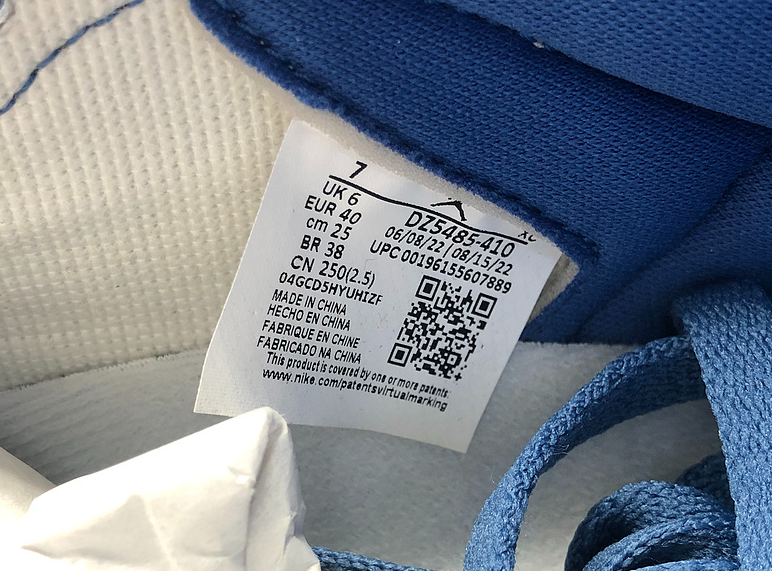 7
UK 6
EUR 40
cm 25
BR 38
CN 250(2.5)
04GCD5HYUHIZF
MADE IN CHINA
HECHO EN CHINA
FABRIQUE EN CHINE
FABRICADO NA CHINA
This product is covered by one or more patents:
www.nike.com/patentsvirtualmarking
XC
DZ5485-410
06/08/22 | 08/15/22
UPC 00196155607889